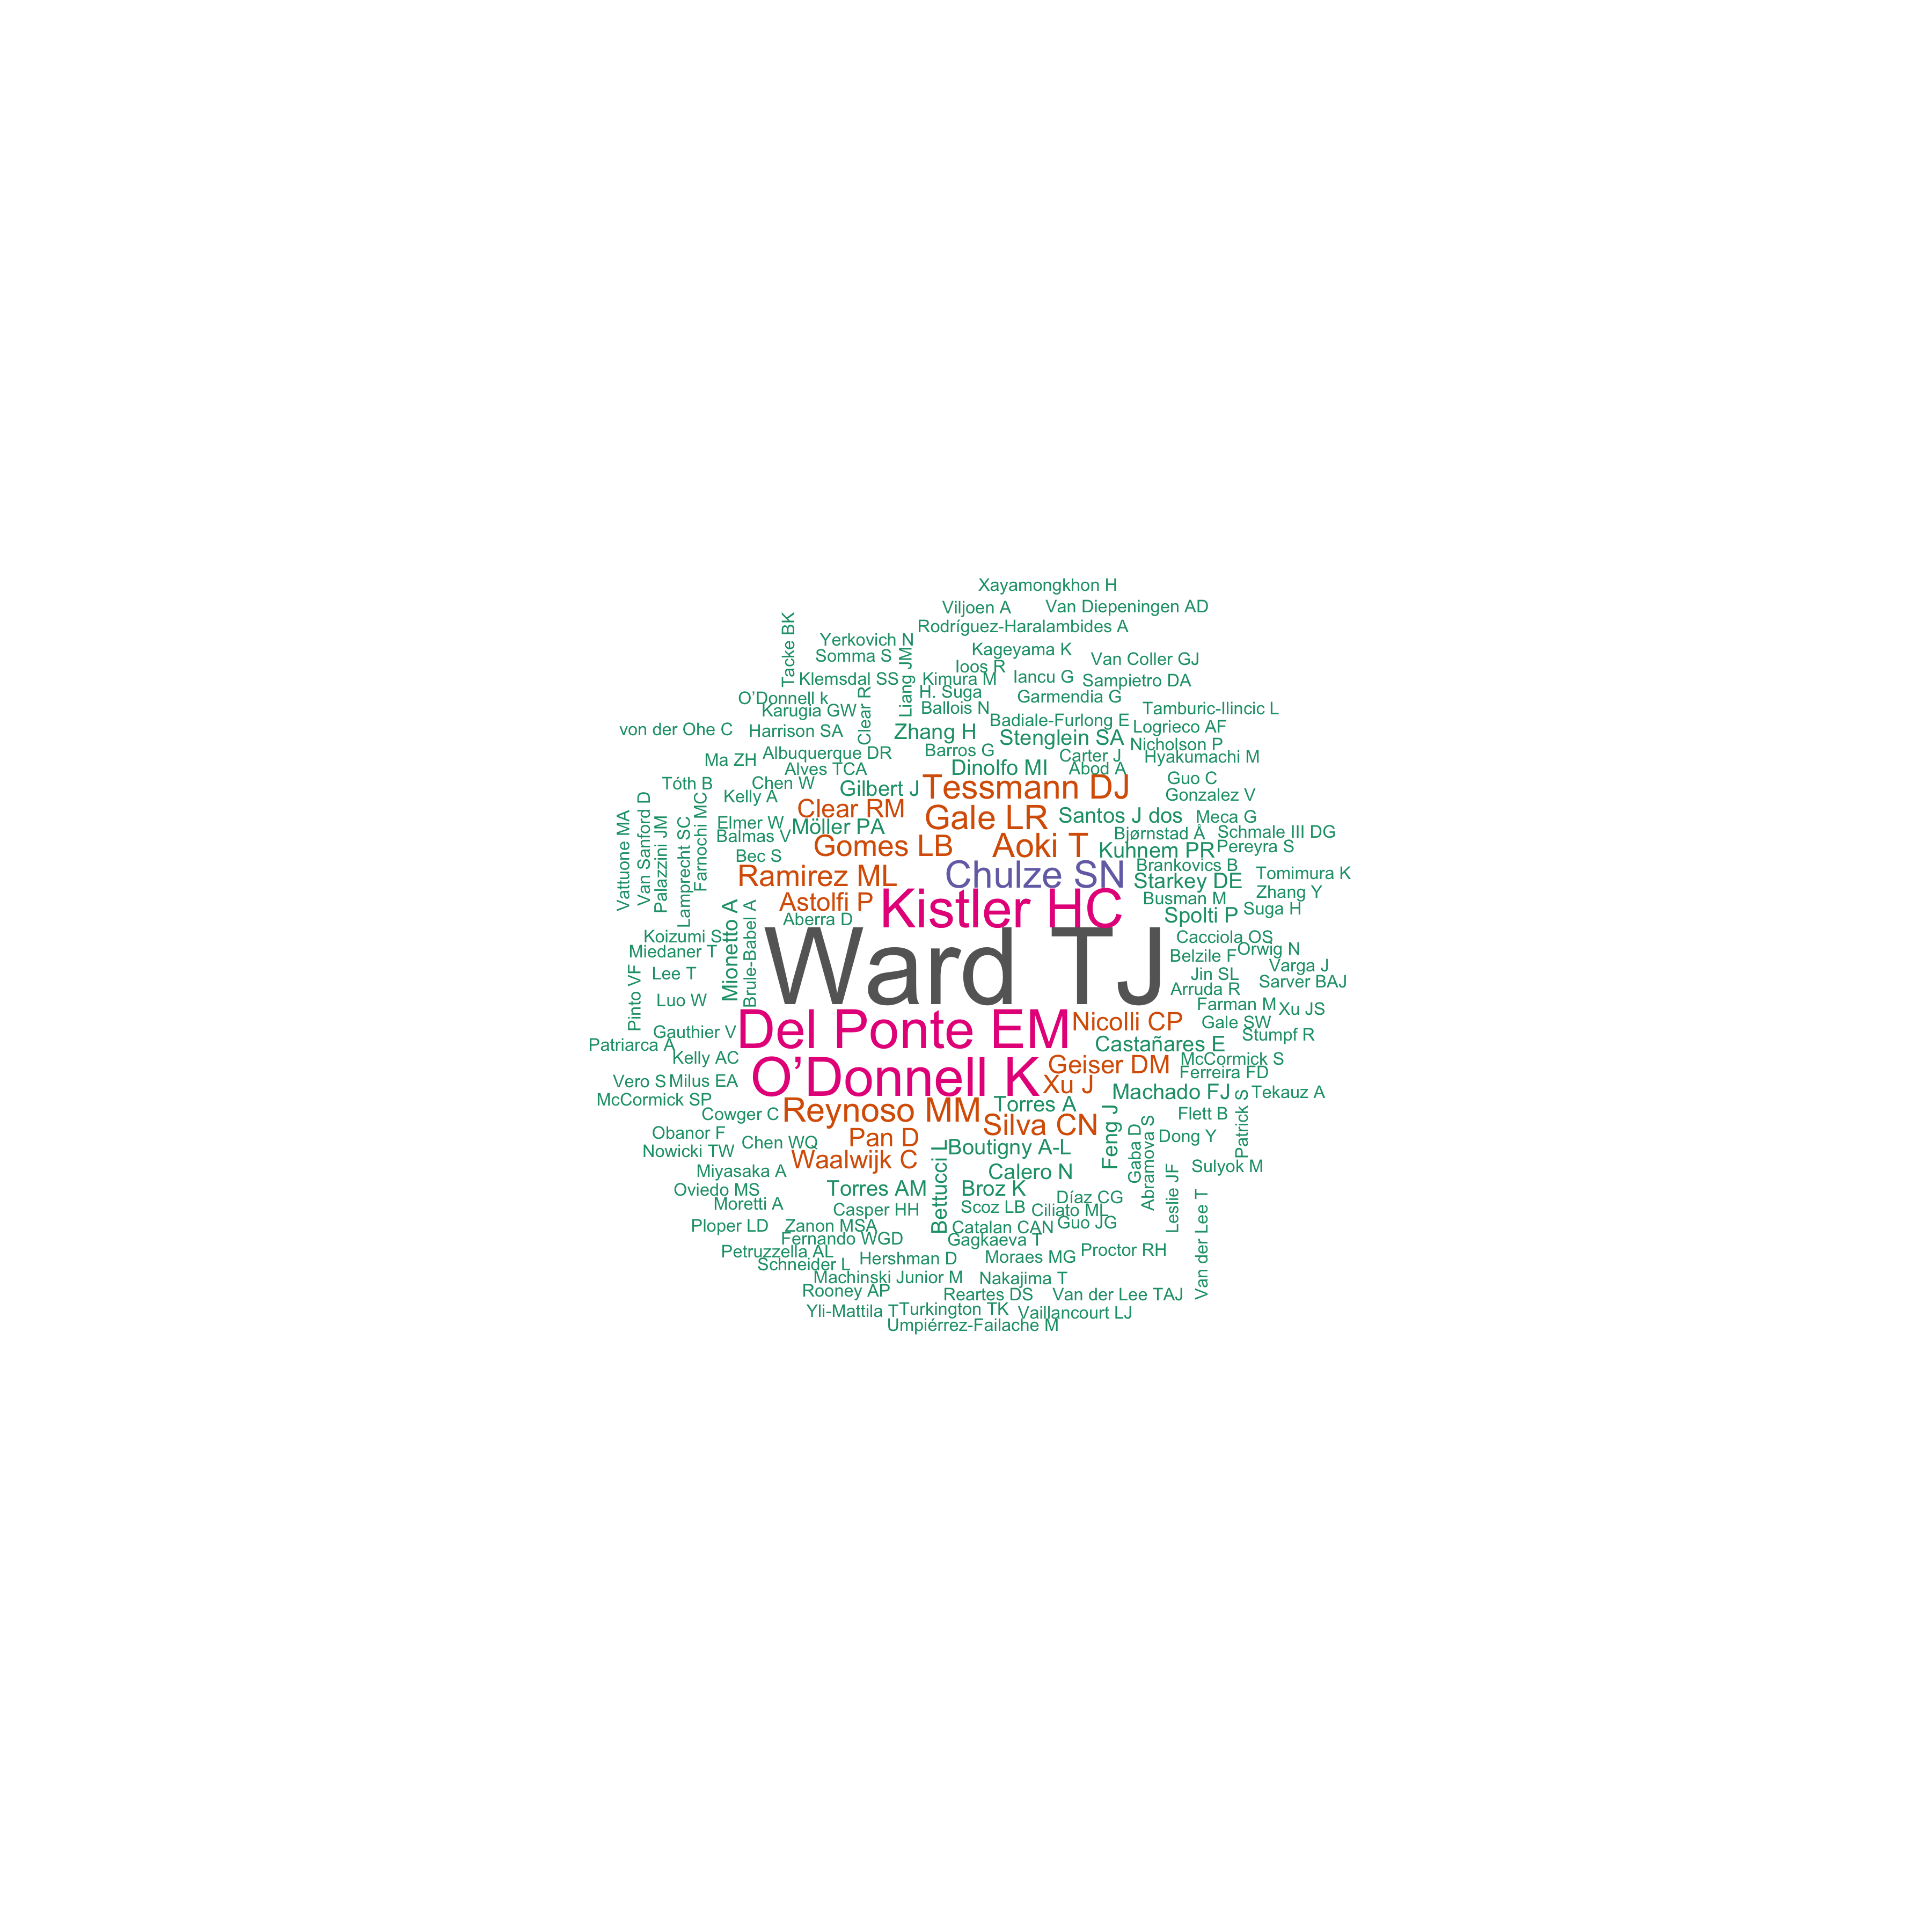 Xayamongkhon H
Viljoen A
Van Diepeningen AD
Rodríguez-Haralambides A
Tacke BK
Yerkovich N
Kageyama K
Somma S
Liang JM
Ioos R
Van Coller GJ
Klemsdal SS
Kimura M
Iancu G
Sampietro DA
O’Donnell k
Clear R
H. Suga
Garmendia G
Karugia GW
Ballois N
Tamburic-Ilincic L
von der Ohe C
Harrison SA
Zhang H
Badiale-Furlong E
Logrieco AF
Stenglein SA
Nicholson P
Ma ZH
Albuquerque DR
Barros G
Carter J
Hyakumachi M
Alves TCA
Dinolfo MI
Abod A
Tóth B
Chen W
Gilbert J
Tessmann DJ
Guo C
Kelly A
Gonzalez V
Vattuone MA
Van Sanford D
Palazzini JM
Lamprecht SC
Farnochi MC
Clear RM
Gale LR
Santos J dos
Meca G
Elmer W
Möller PA
Bjørnstad Å
Schmale III DG
Balmas V
Gomes LB
Aoki T
Kuhnem PR
Pereyra S
Bec S
Brankovics B
Ramirez ML
Chulze SN
Starkey DE
Tomimura K
Zhang Y
Astolfi P
Kistler HC
Busman M
Suga H
Aberra D
Spolti P
Mionetto A
Brule-Babel A
Koizumi S
Cacciola OS
Miedaner T
Ward TJ
Belzile F
Orwig N
Pinto VF
Lee T
Jin SL
Varga J
Arruda R
Sarver BAJ
Luo W
Farman M
Xu JS
Gauthier V
Del Ponte EM
Nicolli CP
Gale SW
Stumpf R
Patriarca A
Castañares E
Kelly AC
McCormick S
Geiser DM
Ferreira FD
Vero S
Milus EA
O’Donnell K
Xu J
Machado FJ
Tekauz A
McCormick SP
Cowger C
Reynoso MM
Torres A
Flett B
Patrick S
Silva CN
Feng J
Gaba D
Abramova S
Obanor F
Chen WQ
Pan D
Dong Y
Nowicki TW
Boutigny A-L
Waalwijk C
Bettucci L
Sulyok M
Miyasaka A
Calero N
Leslie JF
Oviedo MS
Torres AM
Broz K
Díaz CG
Van der Lee T
Moretti A
Casper HH
Scoz LB
Ciliato ML
Ploper LD
Zanon MSA
Catalan CAN
Guo JG
Fernando WGD
Gagkaeva T
Petruzzella AL
Hershman D
Moraes MG
Proctor RH
Schneider L
Machinski Junior M
Nakajima T
Rooney AP
Reartes DS
Van der Lee TAJ
Yli-Mattila T
Turkington TK
Vaillancourt LJ
Umpiérrez-Failache M